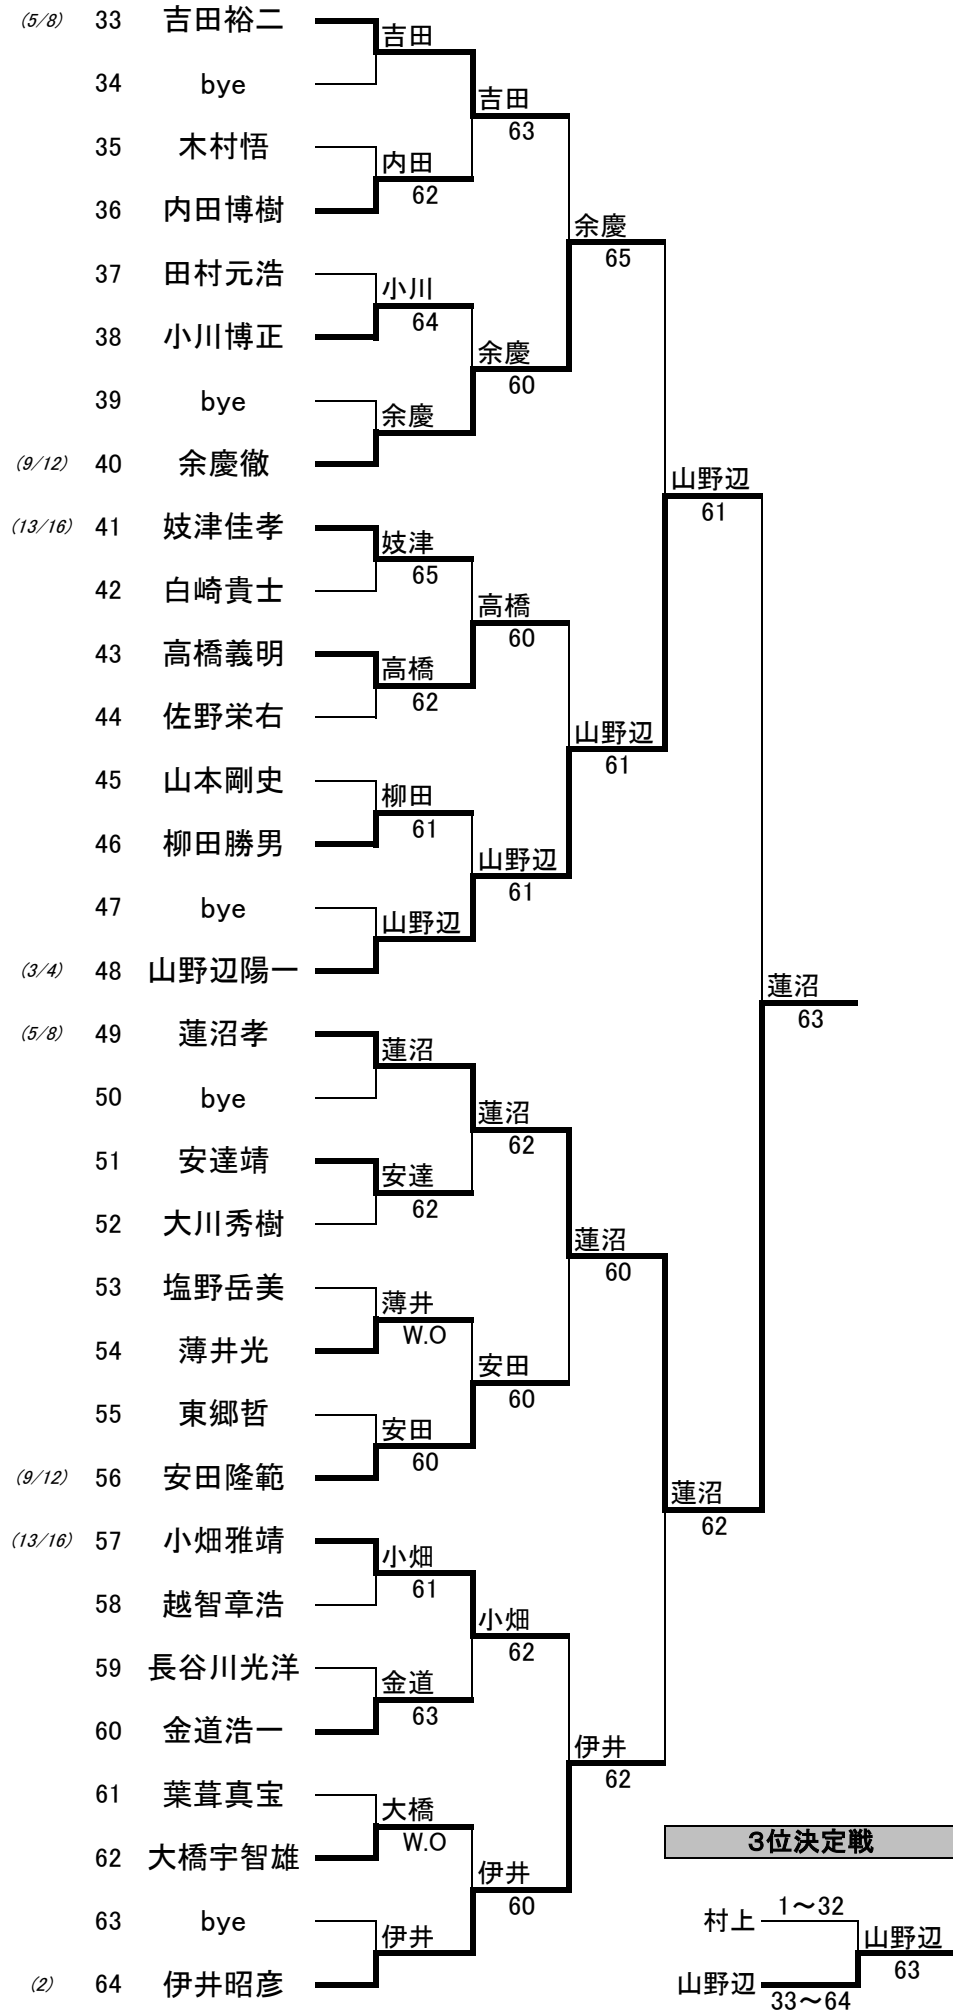 (5/8) 33 吉田裕二
吉田
34 bye
吉田
63
35 木村悟
内田
62
36 内田博樹
余慶
65
37 田村元浩
小川
64
38 小川博正
余慶
60
39 bye
余慶
(9/12) 40 余慶徹
山野辺
61
(13/16) 41 妓津佳孝
妓津
65
42 白崎貴士
高橋
60
43 高橋義明
高橋
62
44 佐野栄右
山野辺
61
45 山本剛史
柳田
61
46 柳田勝男
山野辺
61
47 bye
山野辺
(3/4) 48 山野辺陽一
蓮沼
63
(5/8) 49 蓮沼孝
蓮沼
50 bye
蓮沼
62
51 安達靖
安達
62
52 大川秀樹
蓮沼
60
53 塩野岳美
薄井
W.O
54 薄井光
安田
60
55 東郷哲
安田
60
(9/12) 56 安田隆範
蓮沼
62
(13/16) 57 小畑雅靖
小畑
61
58 越智章浩
小畑
62
59 長谷川光洋
金道
63
60 金道浩一
伊井
62
61 葉葺真宝
大橋
W.O
62 大橋宇智雄
3位決定戦
伊井
60
63 bye
村上 1～32
伊井
山野辺
63
(2) 64 伊井昭彦
山野辺 33～64